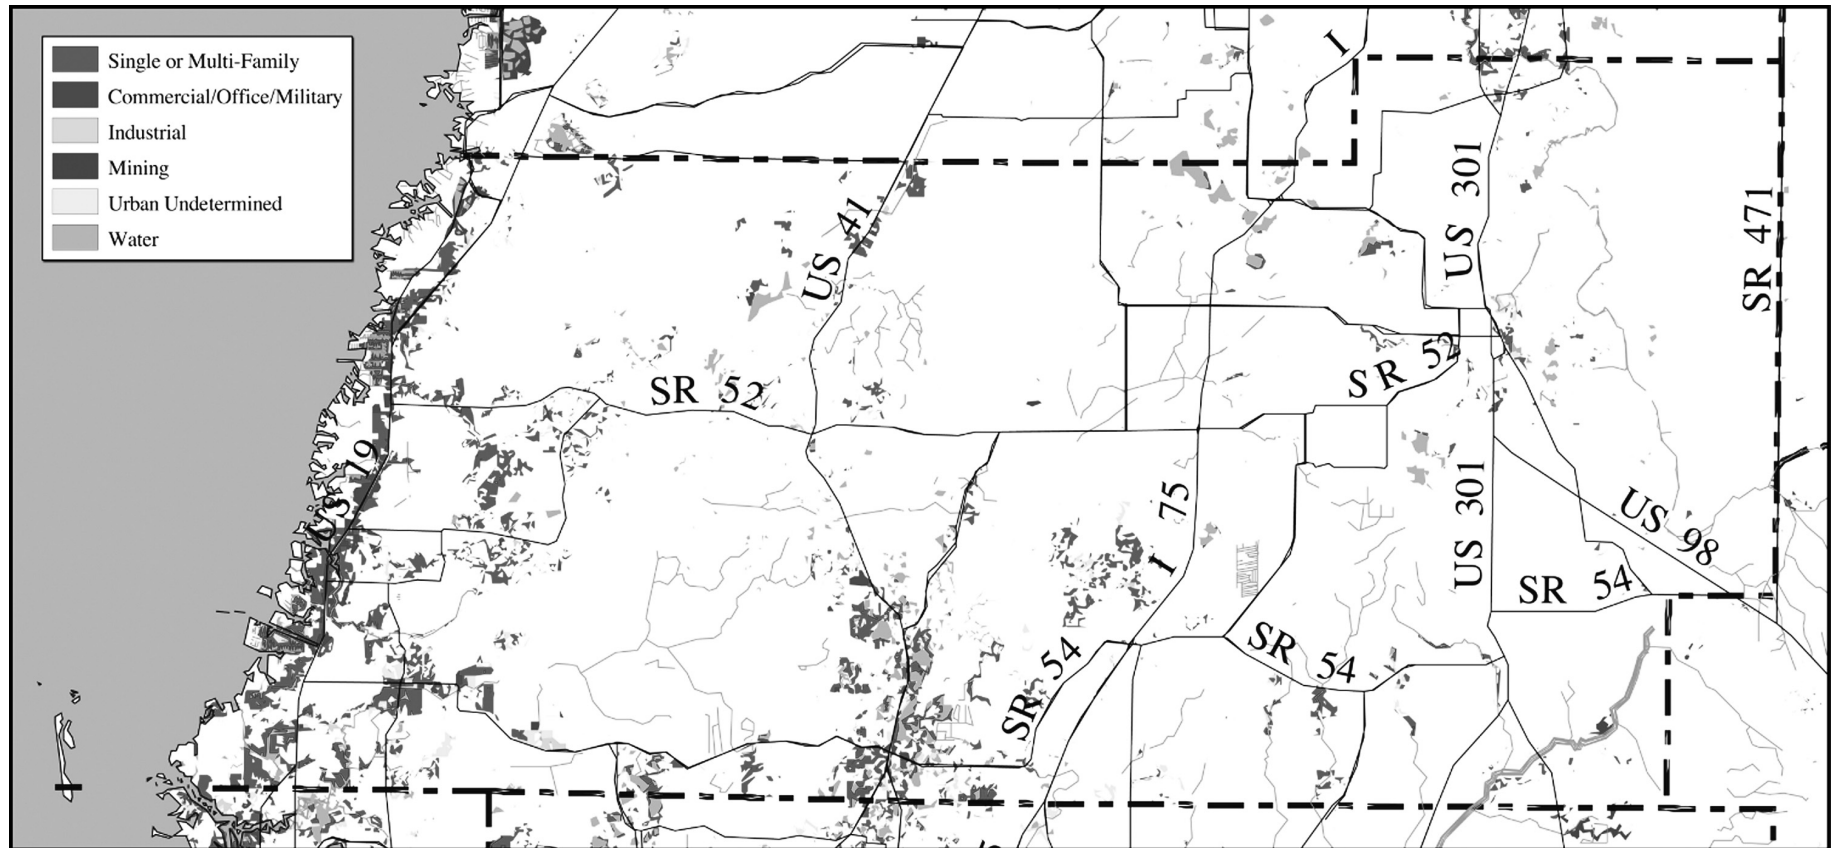 Single or Multi-Family
Commercial/Office/Military
Industrial
Mining
Urban Undetermined
Water
I
US 301
SR 471
US 41
SR 52
SR 52
US 19
I 75
US 301
US 98
SR 54
SR 54
SR 54